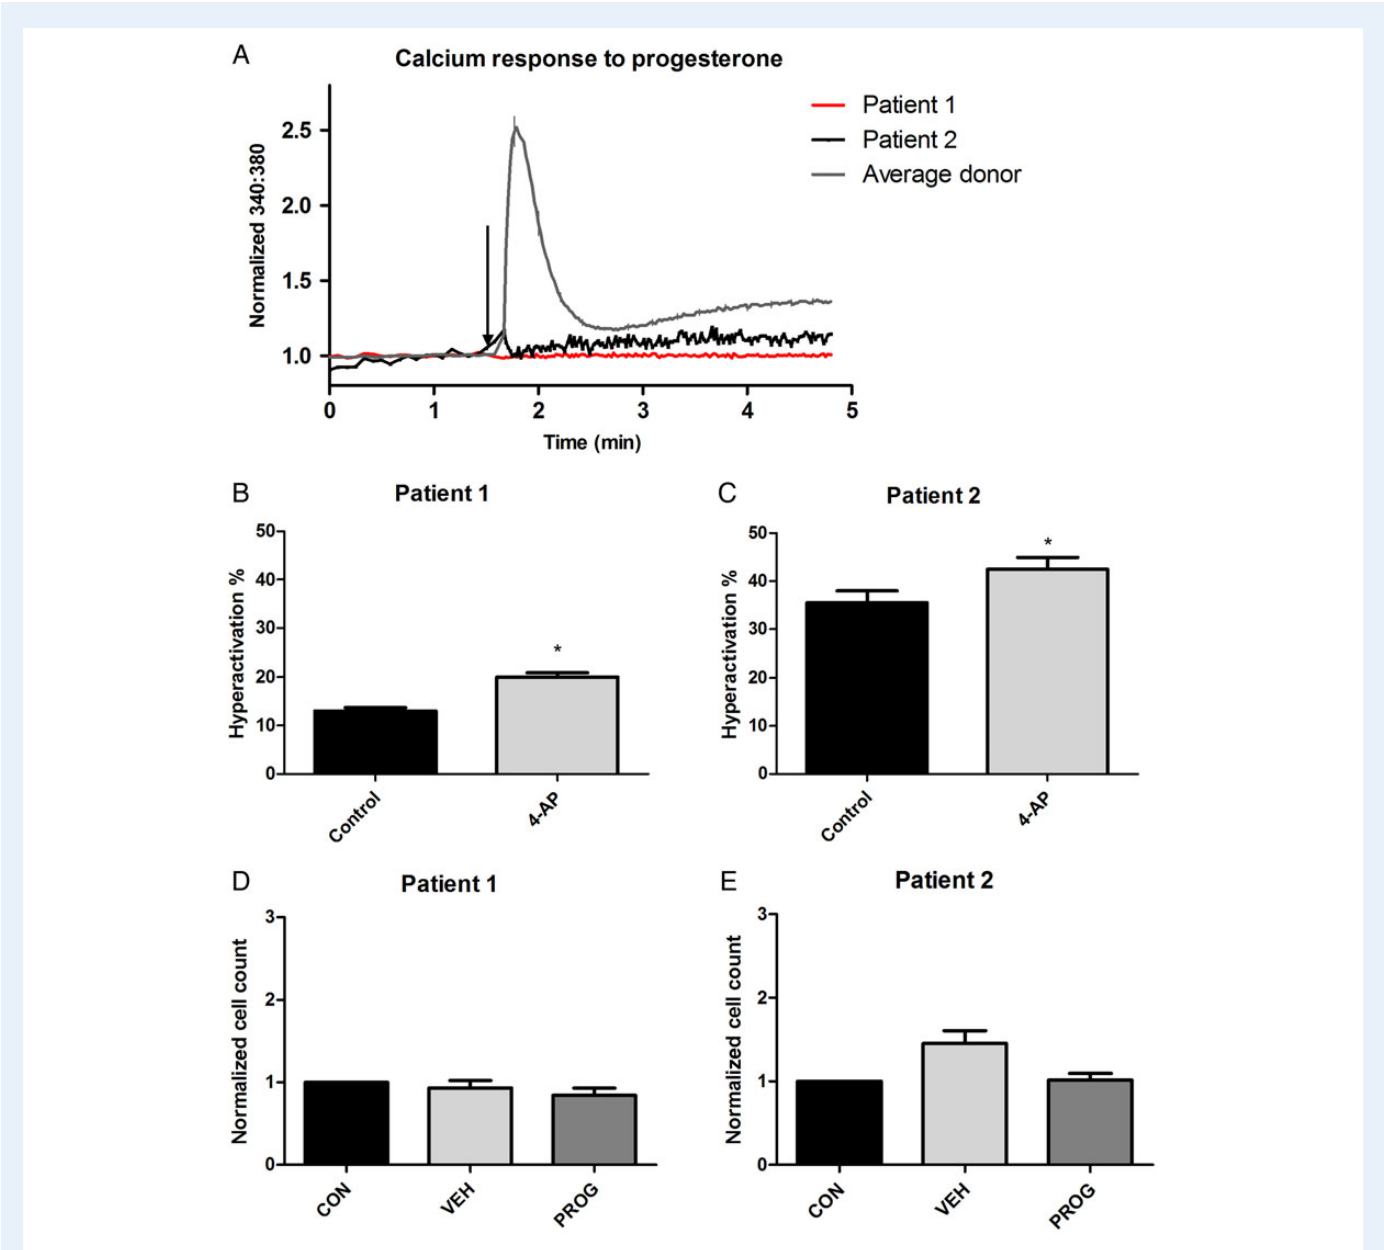 A
Calcium response to progesterone
Patient 1
Patient 2
Average donor
Normalized 340:380
2.5
2.0
1.5
1.0
0 1 2 3 4 5
Time (min)
B
Patient 1
Hyperactivation %
50
40
30
20
10
0
*
Control 4-AP
C
Patient 2
Hyperactivation %
50
40
30
20
10
0
*
Control 4-AP
D
Patient 1
Normalized cell count
3
2
1
0
CON VEH PROG
E
Patient 2
Normalized cell count
3
2
1
0
CON VEH PROG